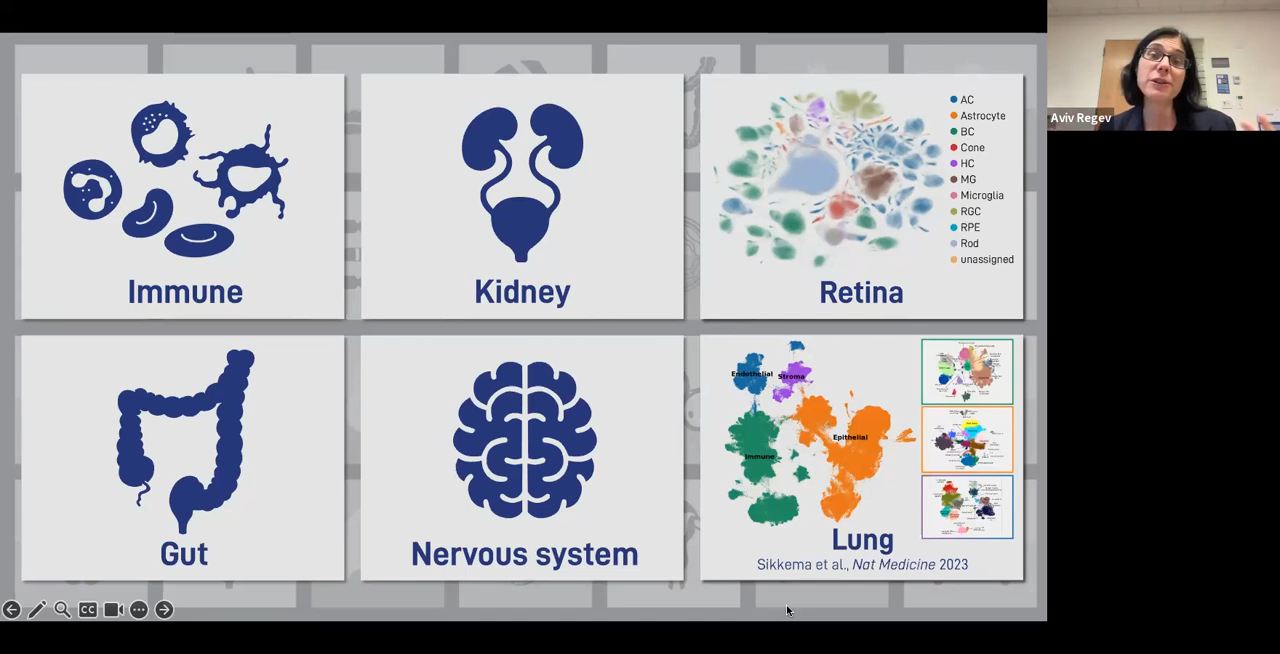 Immune
Kidney
AC
Astrocyte
BC
Cone
HC
MG
Microglia
RGC
RPE
Rod
unassigned
Retina
Aviv Regev
Gut
Nervous system
Endothelial
Stroma
Epithelial
Immune
Lung
Sikkema et al., Nat Medicine 2023
CC